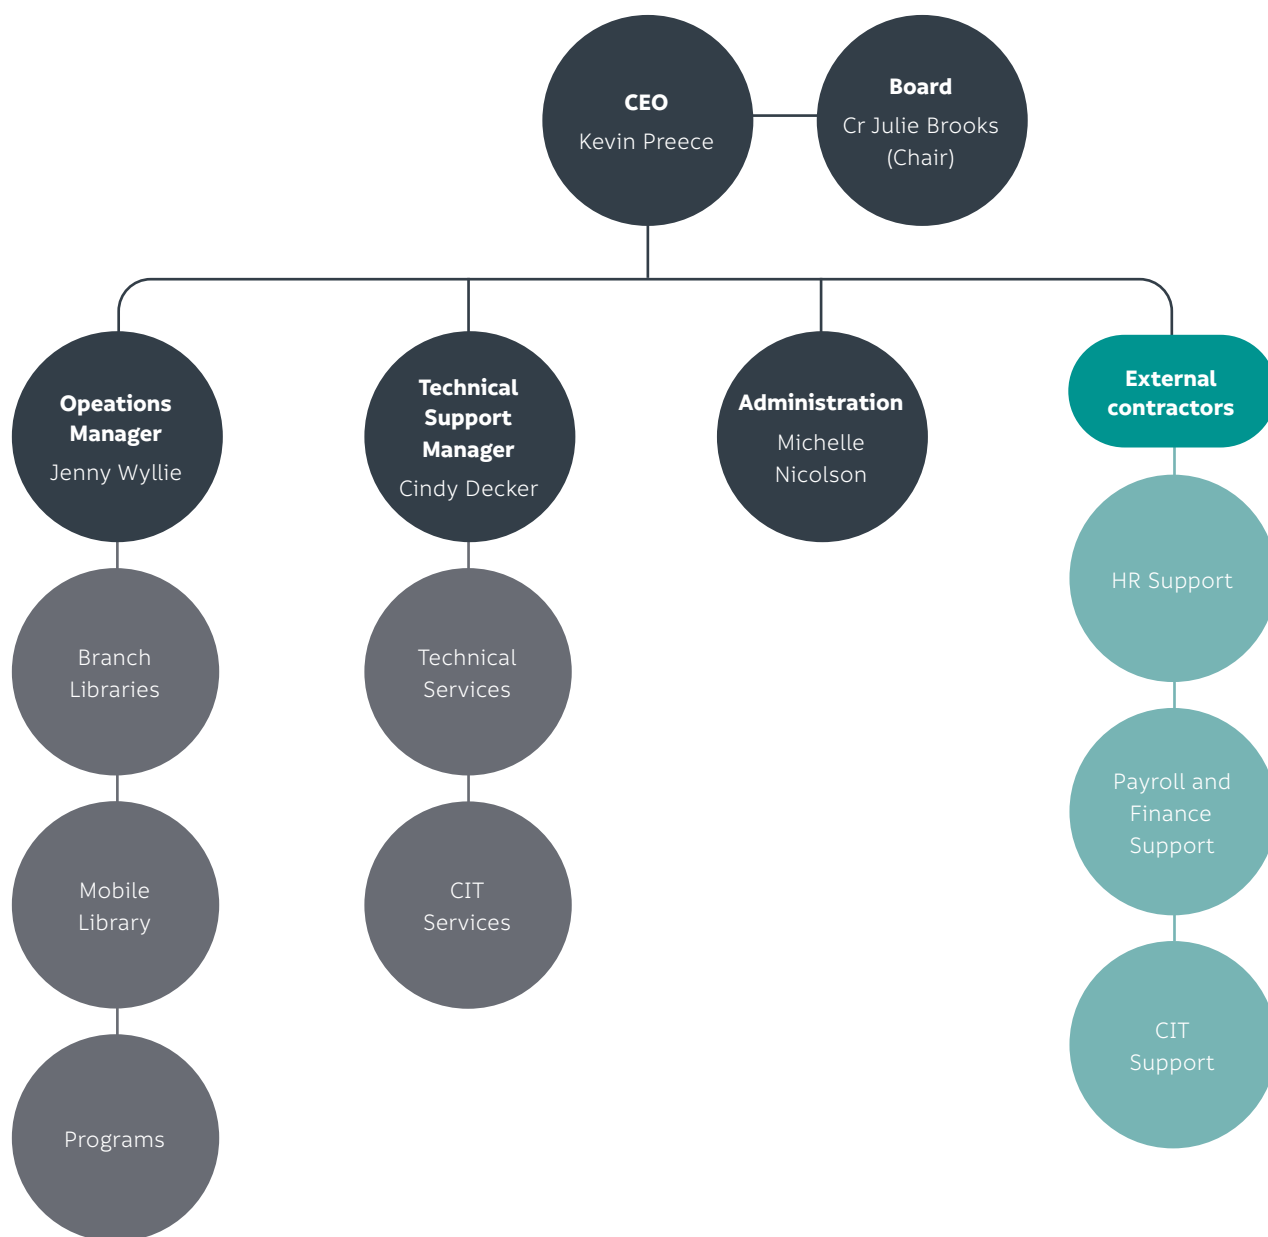 CEO
Kevin Preece
Board
Cr Julie Brooks
(Chair)
Opeations
Manager
Jenny Wyllie
Technical
Support
Manager
Cindy Decker
Administration
Michelle
Nicolson
External
contractors
Branch
Libraries
Mobile
Library
Programs
Technical
Services
CIT
Services
HR Support
Payroll and
Finance
Support
CIT
Support